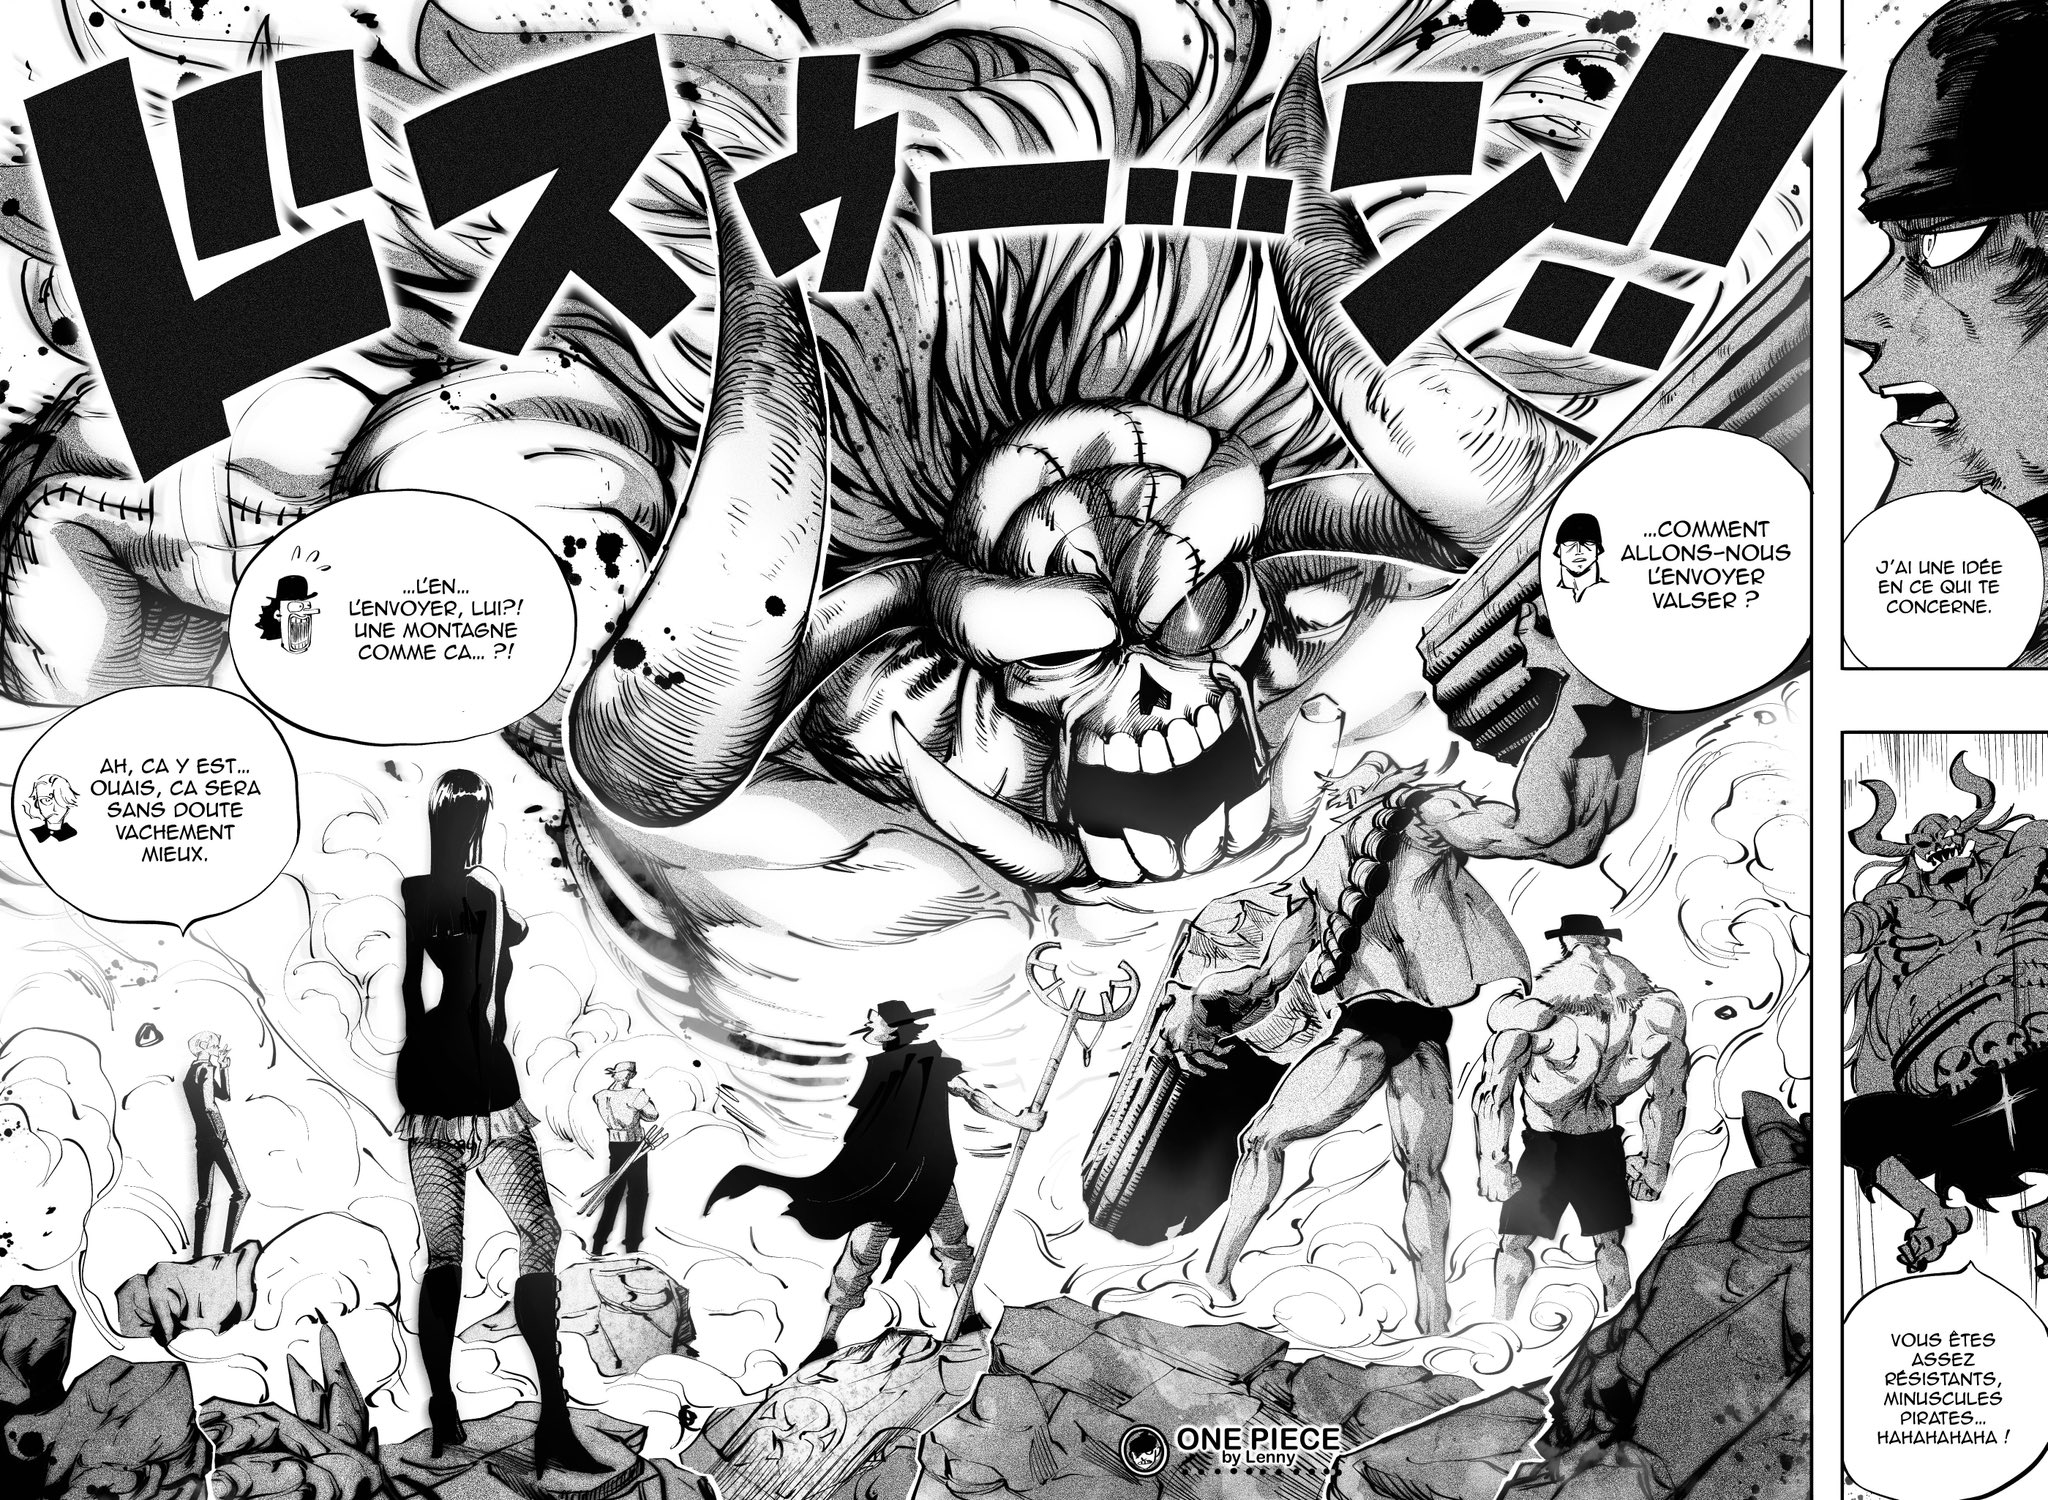 J'AI UNE IDÉE
EN CE QUI TE
CONCERNE.
VOUS ÊTES
ASSEZ
RÉSISTANTS,
MINUSCULES
PIRATES...
HAHAHAHAHA !
ドスゥーッン!!
...COMMENT
ALLONS-NOUS
L'ENVOYER
VALSER ?
...L'EN...
L'ENVOYER, LUI?!
UNE MONTAGNE
COMME CA... ?!
AH, ÇA Y EST...
OUAIS, CA SERA
SANS DOUTE
VACHEMENT
MIEUX.
ONE PIECE
by Lenny